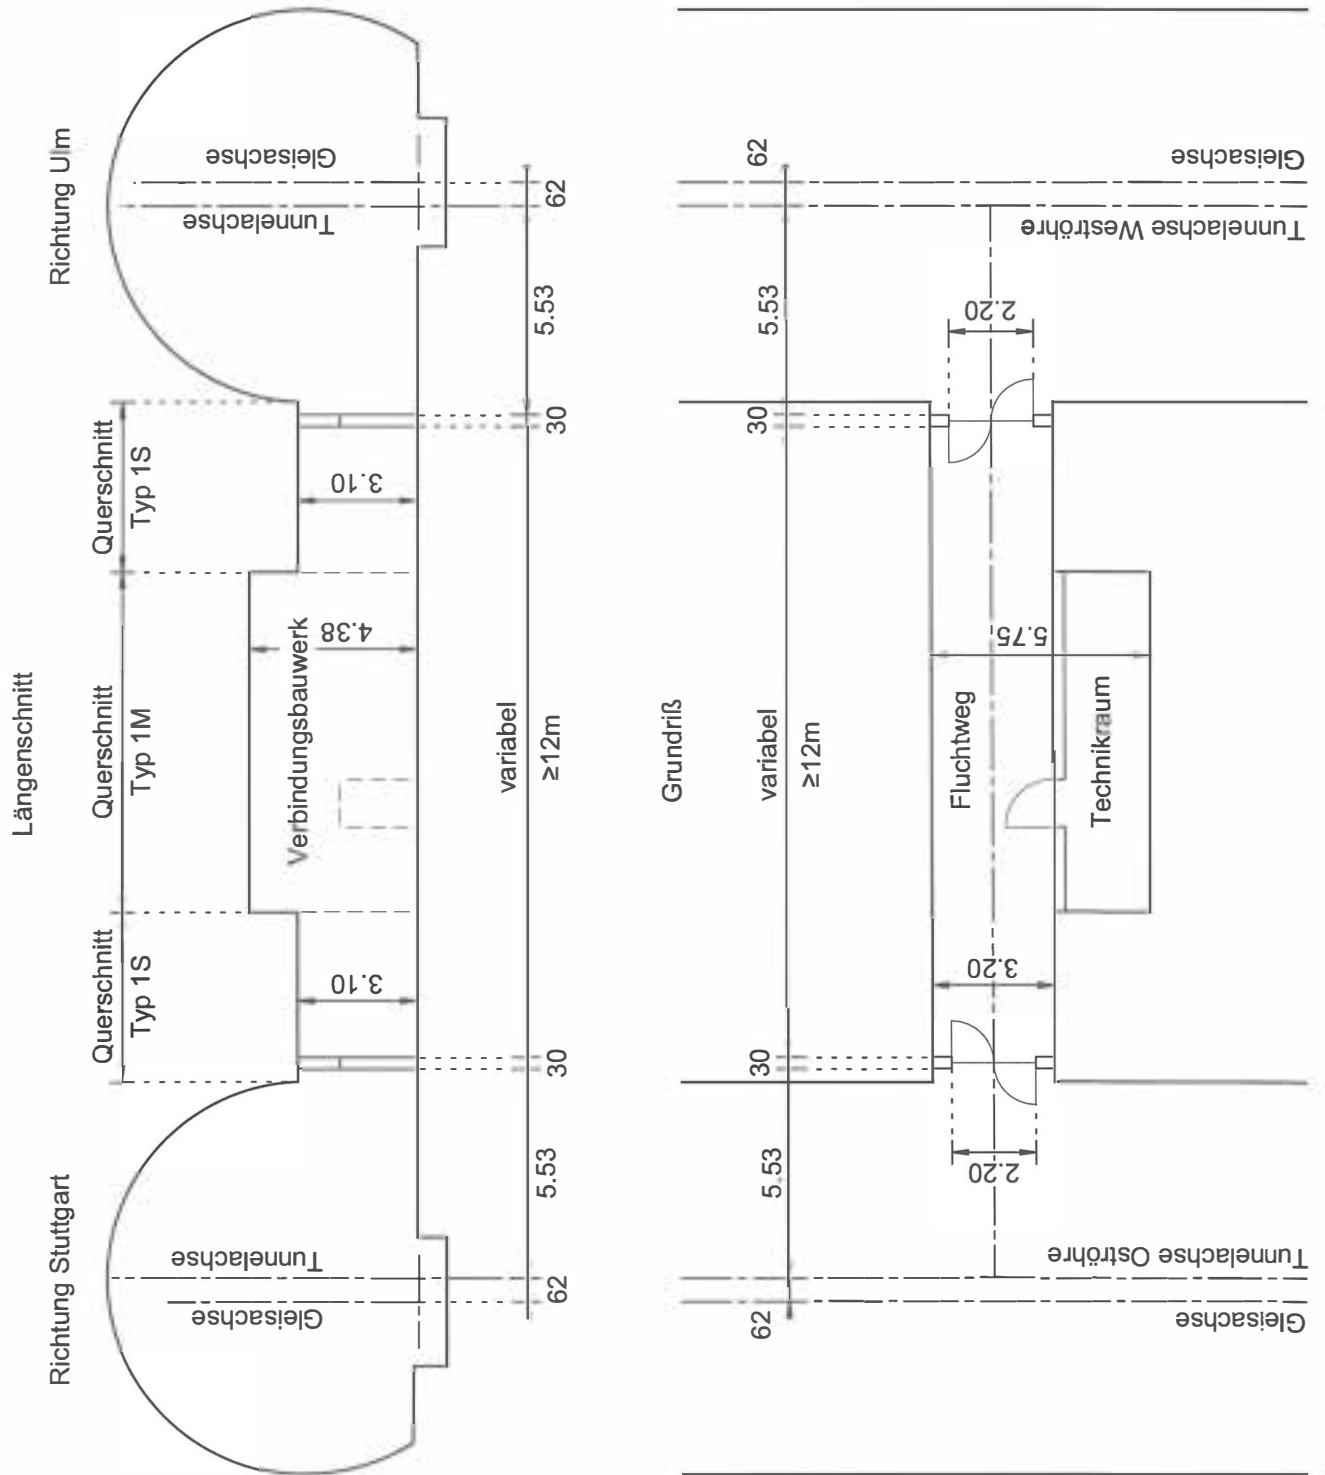 Längenschnitt
Richtung Stuttgart
Richtung Ulm
Querschnitt
Typ 1S
Querschnitt
Typ 1M
Querschnitt
Typ 1S
Gleisachse
Tunnelachse
3.10
Verbindungsbauwerk
4.38
3.10
Tunnelachse
Gleisachse
62
5.53
30
variabel
≥12m
30
5.53
62
Grundriß
62
5.53
30
variabel
≥12m
30
5.53
62
2.20
3.20
Fluchtweg
5.75
2.20
Technikraum
Gleisachse
Tunnelachse Oströhre
Tunnelachse Weströhre
Gleisachse